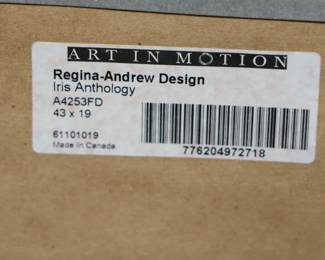 ART IN MOTION
Regina-Andrew Design
Iris Anthology
A4253FD
43 x 19
61101019
Made In Canada
776204972718